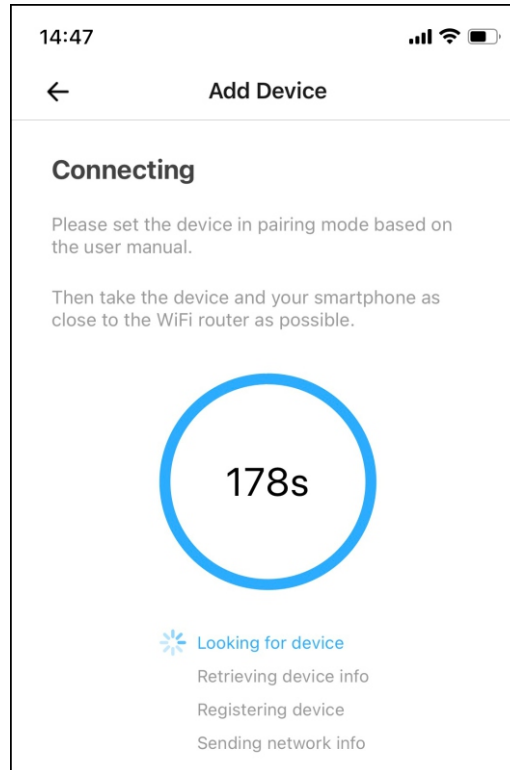 14:47
Add Device
Connecting
Please set the device in pairing mode based on
the user manual.
Then take the device and your smartphone as
close to the WiFi router as possible.
178s
Looking for device
Retrieving device info
Registering device
Sending network info